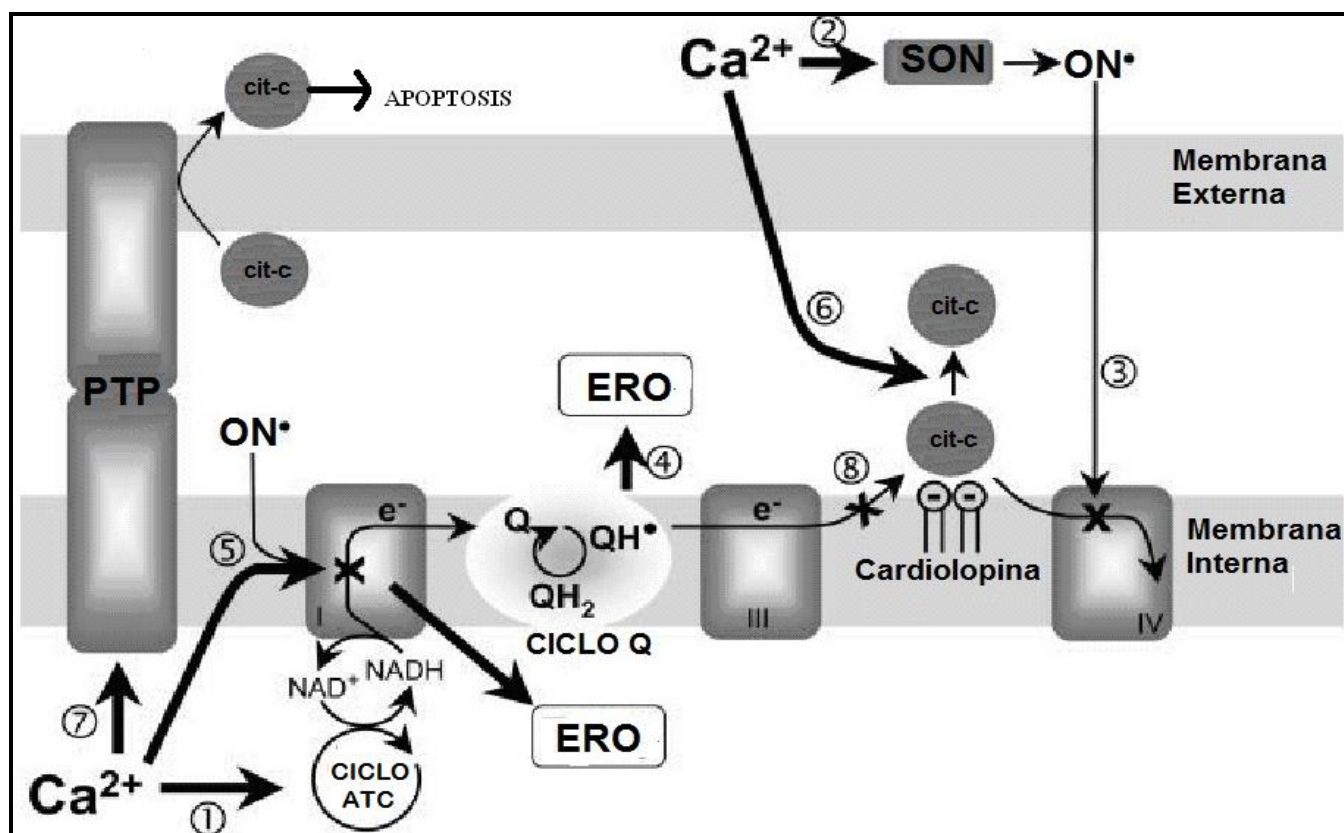 ② Ca²⁺ SON ON•
cit-c APOPTOSIS
Membrana
Externa
cit-c
⑥ cit-c
③
PTP ERO
ON• ④ cit-c
⑧
⑤ e⁻ Q QH• e⁻ - - X
QH₂ Cardiolopina
Membrana
Interna
I CICLO Q III IV
NAD⁺ NADH
⑦ ERO
Ca²⁺ ① CICLO
ATC